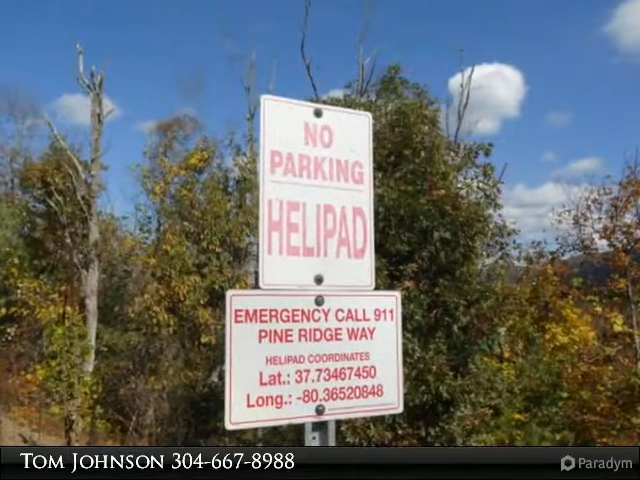 NO
PARKING
HELIPAD
EMERGENCY CALL 911
PINE RIDGE WAY
HELIPAD COORDINATES
Lat.: 37.73467450
Long.: -80.36520848
Tom Johnson 304-667-8988
Paradym